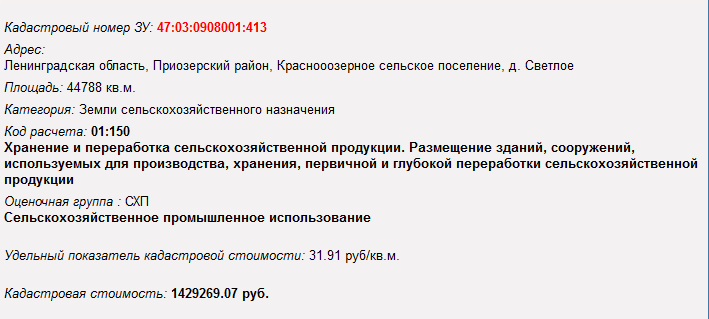 Кадастровый номер ЗУ: 47:03:0908001:413
Адрес:
Ленинградская область, Приозерский район, Краснооозерное сельское поселение, д. Светлое
Площадь: 44788 кв.м.
Категория: Земли сельскохозяйственного назначения
Код расчета: 01:150
Хранение и переработка сельскохозяйственной продукции. Размещение зданий, сооружений,
используемых для производства, хранения, первичной и глубокой переработки сельскохозяйственной
продукции
Оценочная группа : СХП
Сельскохозяйственное промышленное использование
Удельный показатель кадастровой стоимости: 31.91 руб/кв.м.
Кадастровая стоимость: 1429269.07 руб.